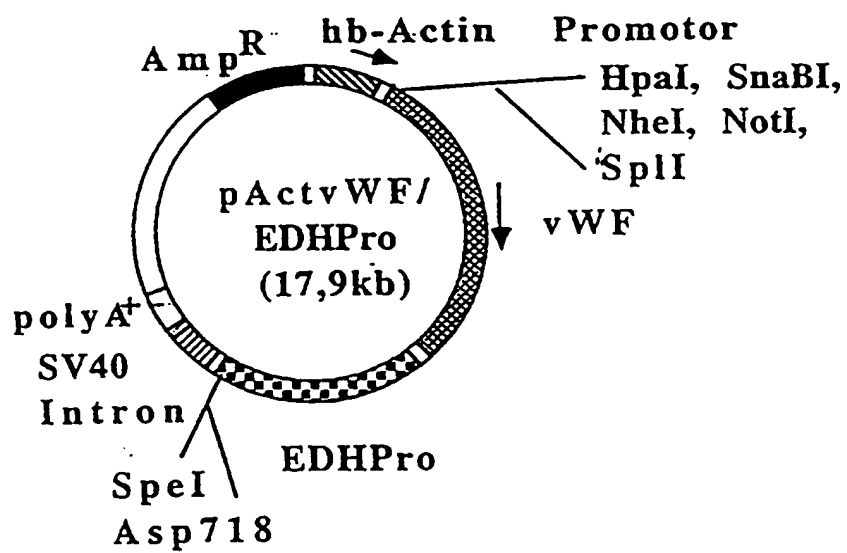 Amp R hb-Actin Promotor
HpaI, SnaBI,
NheI, NotI,
SplI
pActvWF/
EDHPro
(17,9kb)
vWF
polyA+
SV40
Intron
EDHPro
SpeI
Asp718